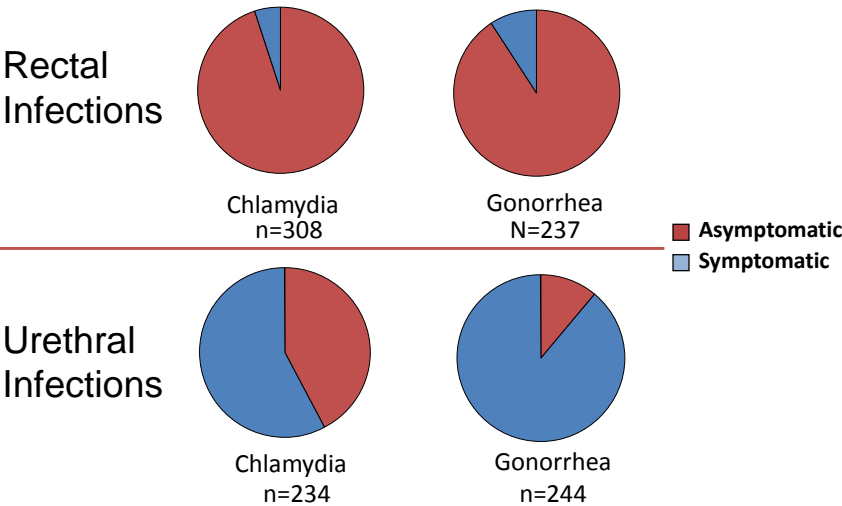 Rectal
Infections
Chlamydia
n=308
Gonorrhea
N=237
Asymptomatic
Symptomatic
Urethral
Infections
Chlamydia
n=234
Gonorrhea
n=244